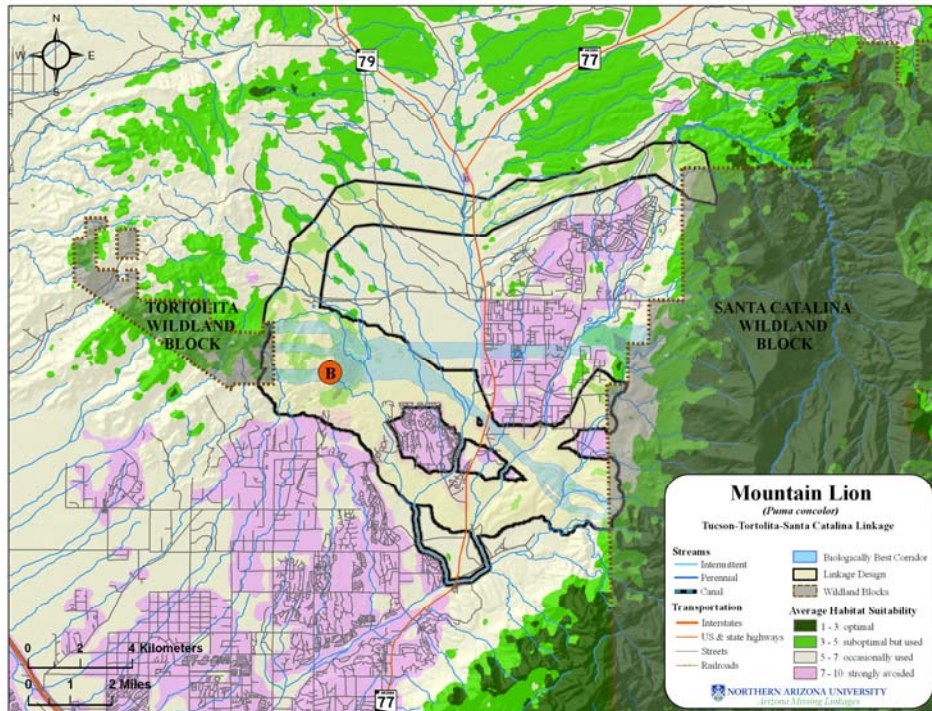 N
W E
S
79
77
TORTOLITA
WILDLAND
BLOCK
SANTA CATALINA
WILDLAND
BLOCK
B
77
0 2 4 Kilometers
0 1 2 Miles
Mountain Lion
(Puma concolor)
Tucson-Tortolita-Santa Catalina Linkage
Streams
Intermittent
Perennial
Canal
Transportation
Interstates
US & state highways
Streets
Railroads
Biologically Best Corridor
Linkage Design
Wildland Blocks
Average Habitat Suitability
1 - 3: optimal
3 - 5: suboptimal but used
5 - 7: occasionally used
7 - 10: strongly avoided
NORTHERN ARIZONA UNIVERSITY
Arizona Missing Linkages